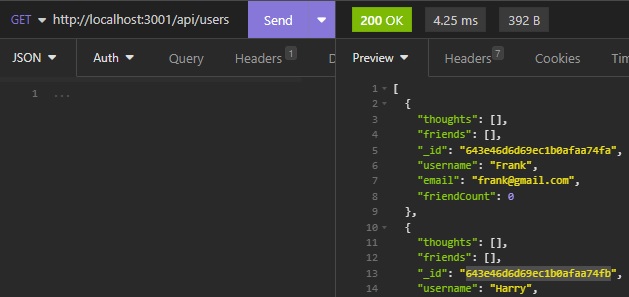 GET http://localhost:3001/api/users Send 200 OK 4.25 ms 392 B
JSON Auth Query Headers 1 D Preview Headers 7 Cookies Tim
1 ...
1 [
2 {
3 "thoughts": [],
4 "friends": [],
5 "_id": "643e46d6d69ec1b0afaa74fa",
6 "username": "Frank",
7 "email": "frank@gmail.com",
8 "friendCount": 0
9 },
10 {
11 "thoughts": [],
12 "friends": [],
13 "_id": "643e46d6d69ec1b0afaa74fb",
14 "username": "Harry",